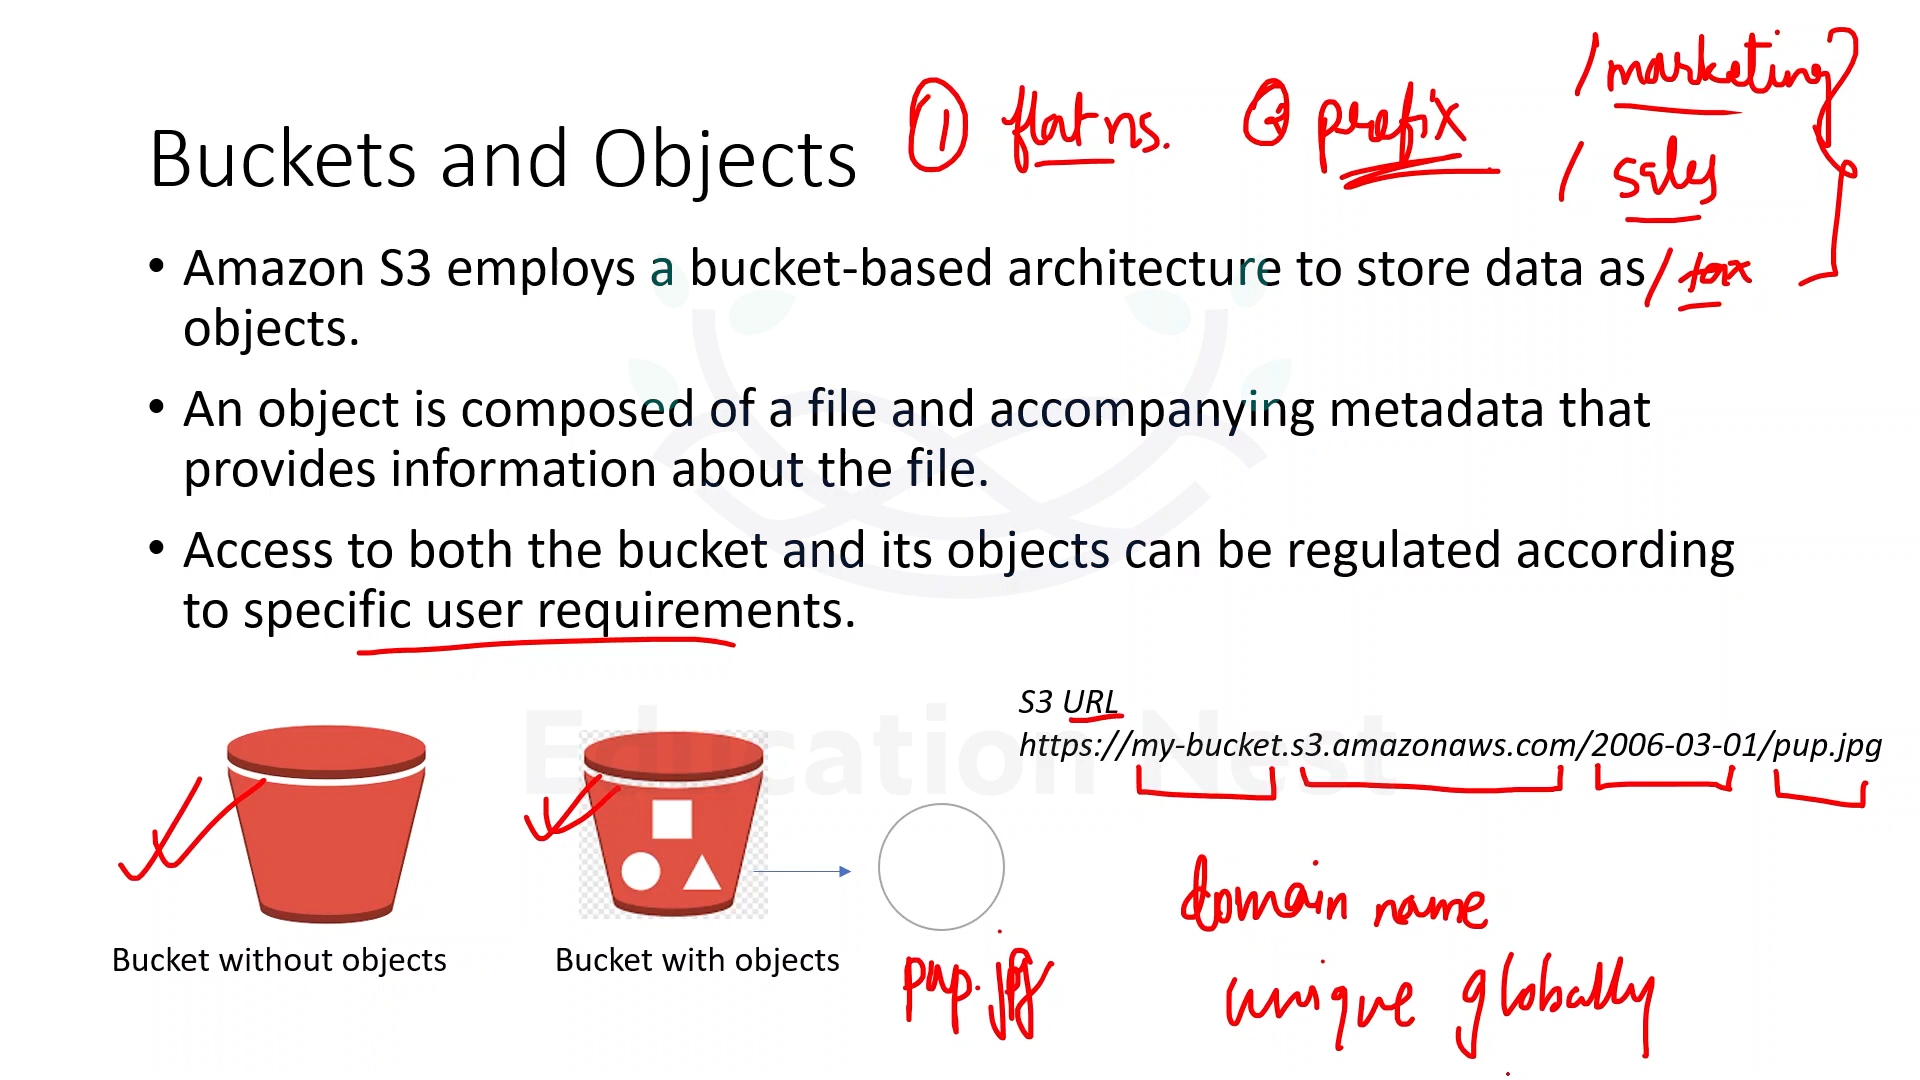 ① flat ns. ② prefix /marketing
Buckets and Objects
/ sales
• Amazon S3 employs a bucket-based architecture to store data as
/ tax
objects.
• An object is composed of a file and accompanying metadata that
provides information about the file.
• Access to both the bucket and its objects can be regulated according
to specific user requirements.
S3 URL
https://my-bucket.s3.amazonaws.com/2006-03-01/pup.jpg
Education Nest
domain name
Bucket without objects
Bucket with objects
pup.jpg
unique globally